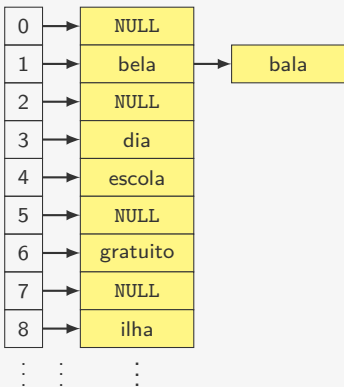 0 NULL
1 bela bala
2 NULL
3 dia
4 escola
5 NULL
6 gratuito
7 NULL
8 ilha
⋮ ⋮ ⋮